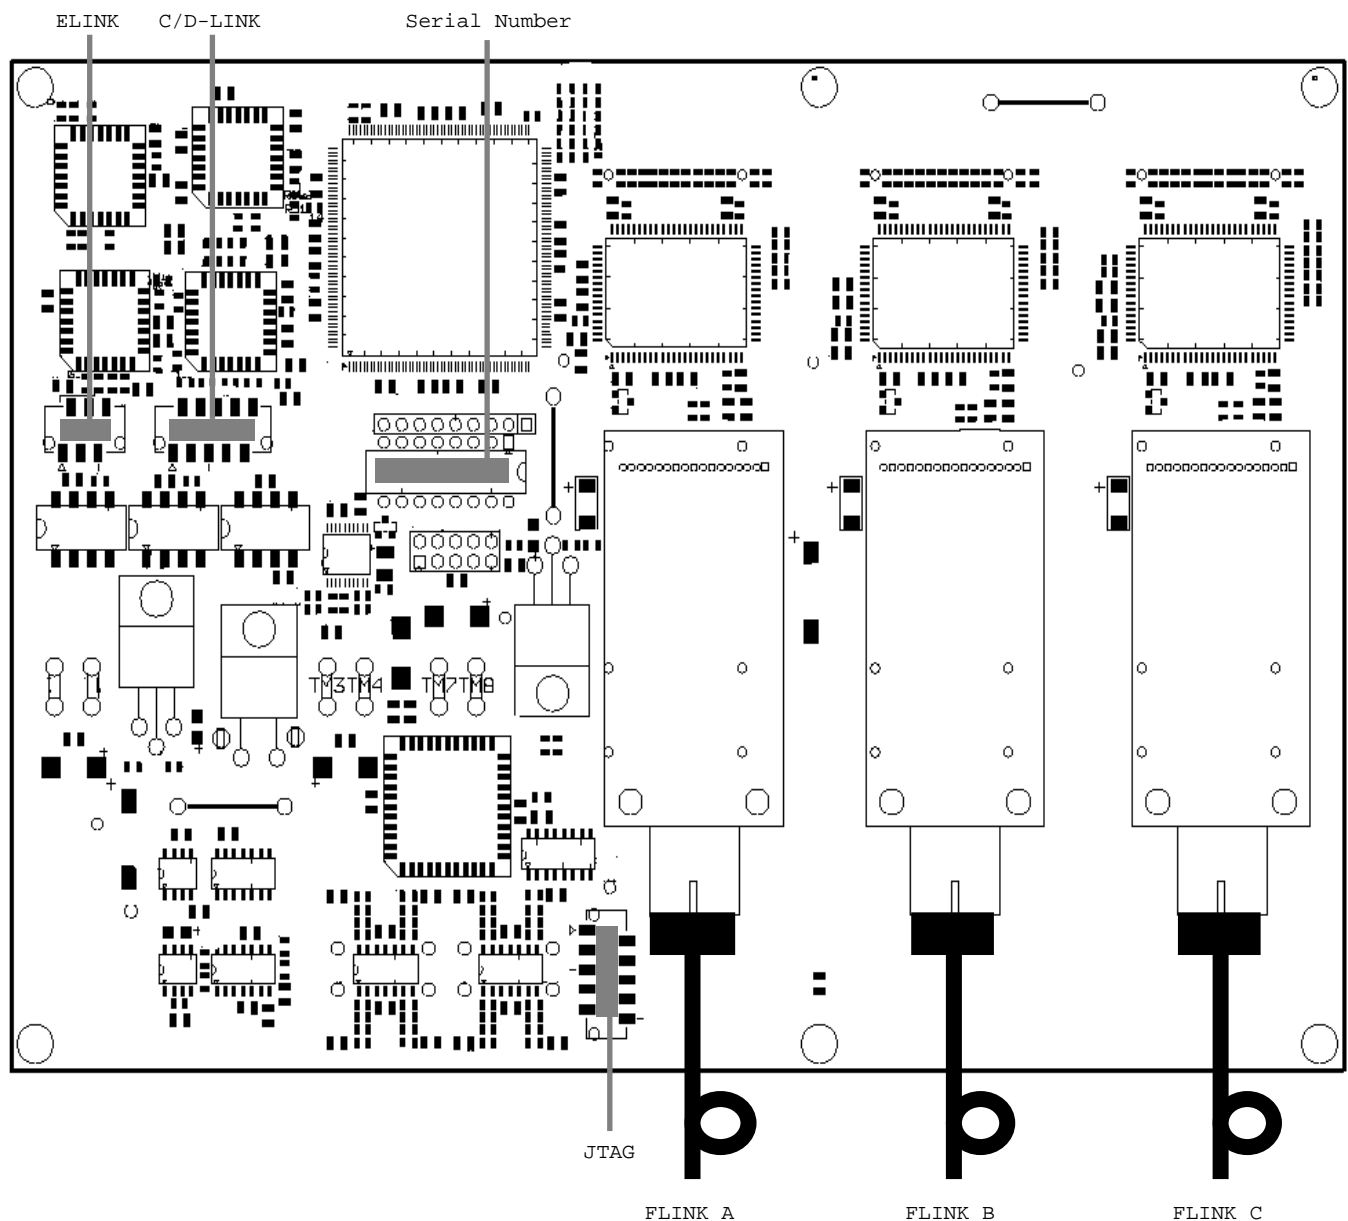 ELINK
C/D-LINK
Serial Number
TM3TM4
TM7TM8
JTAG
FLINK A
FLINK B
FLINK C